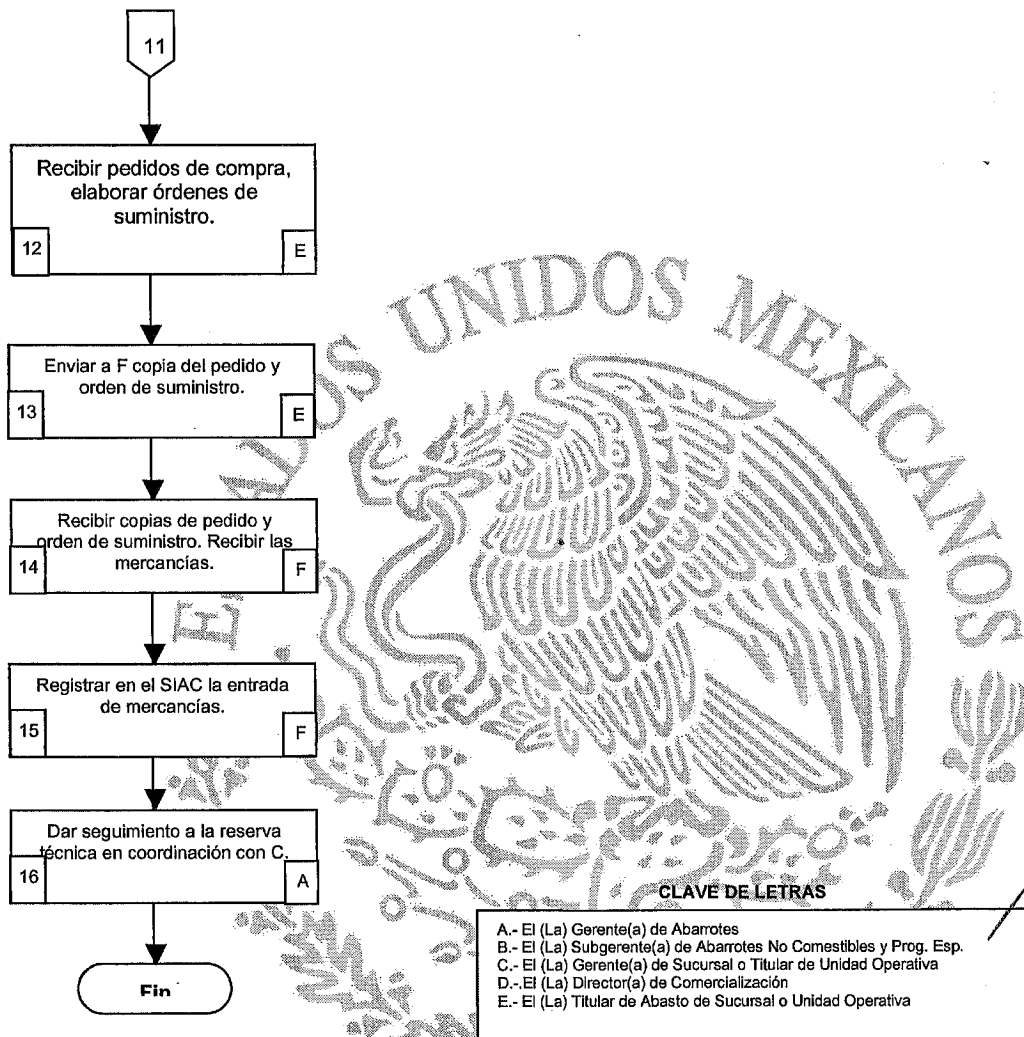 11
Recibir pedidos de compra,
elaborar órdenes de
suministro.
12
E
Enviar a F copia del pedido y
orden de suministro.
13
E
Recibir copias de pedido y
orden de suministro. Recibir las
mercancías.
14
F
Registrar en el SIAC la entrada
de mercancías.
15
F
Dar seguimiento a la reserva
técnica en coordinación con C.
16
A
Fin
ESTADOS UNIDOS MEXICANOS
CLAVE DE LETRAS
A.- El (La) Gerente(a) de Abarrotes
B.- El (La) Subgerente(a) de Abarrotes No Comestibles y Prog. Esp.
C.- El (La) Gerente(a) de Sucursal o Titular de Unidad Operativa
D.-.El (La) Director(a) de Comercialización
E.- El (La) Titular de Abasto de Sucursal o Unidad Operativa